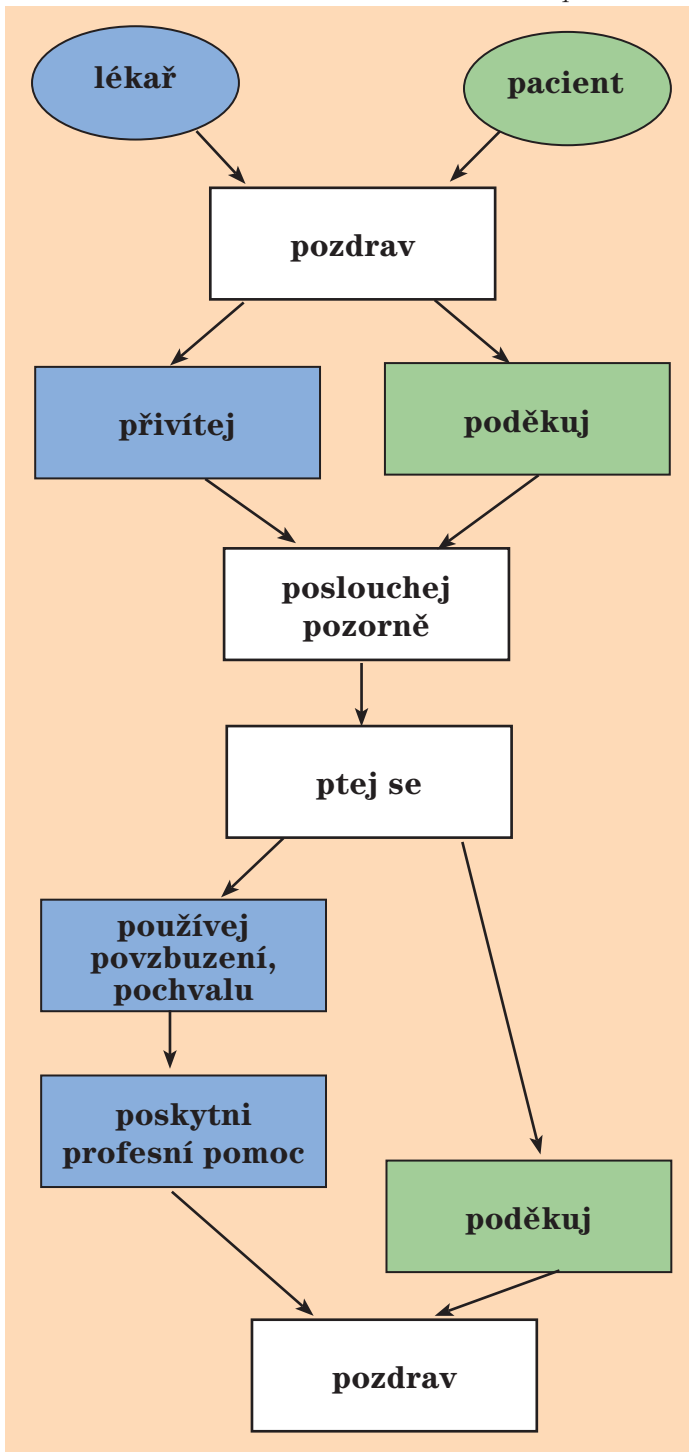 lékař
pacient
pozdrav
přivítej
poděkuj
poslouchej
pozorně
ptej se
používej
povzbuzení,
pochvalu
poskytni
profesní pomoc
poděkuj
pozdrav